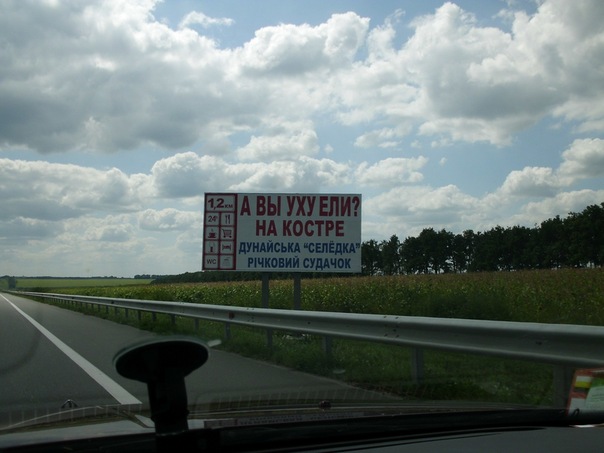 1,2 КМ
24
WC
А ВЫ УХУ ЕЛИ?
НА КОСТРЕ
ДУНАЙСЬКА "СЕЛЁДКА"
РІЧКОВИЙ СУДАЧОК